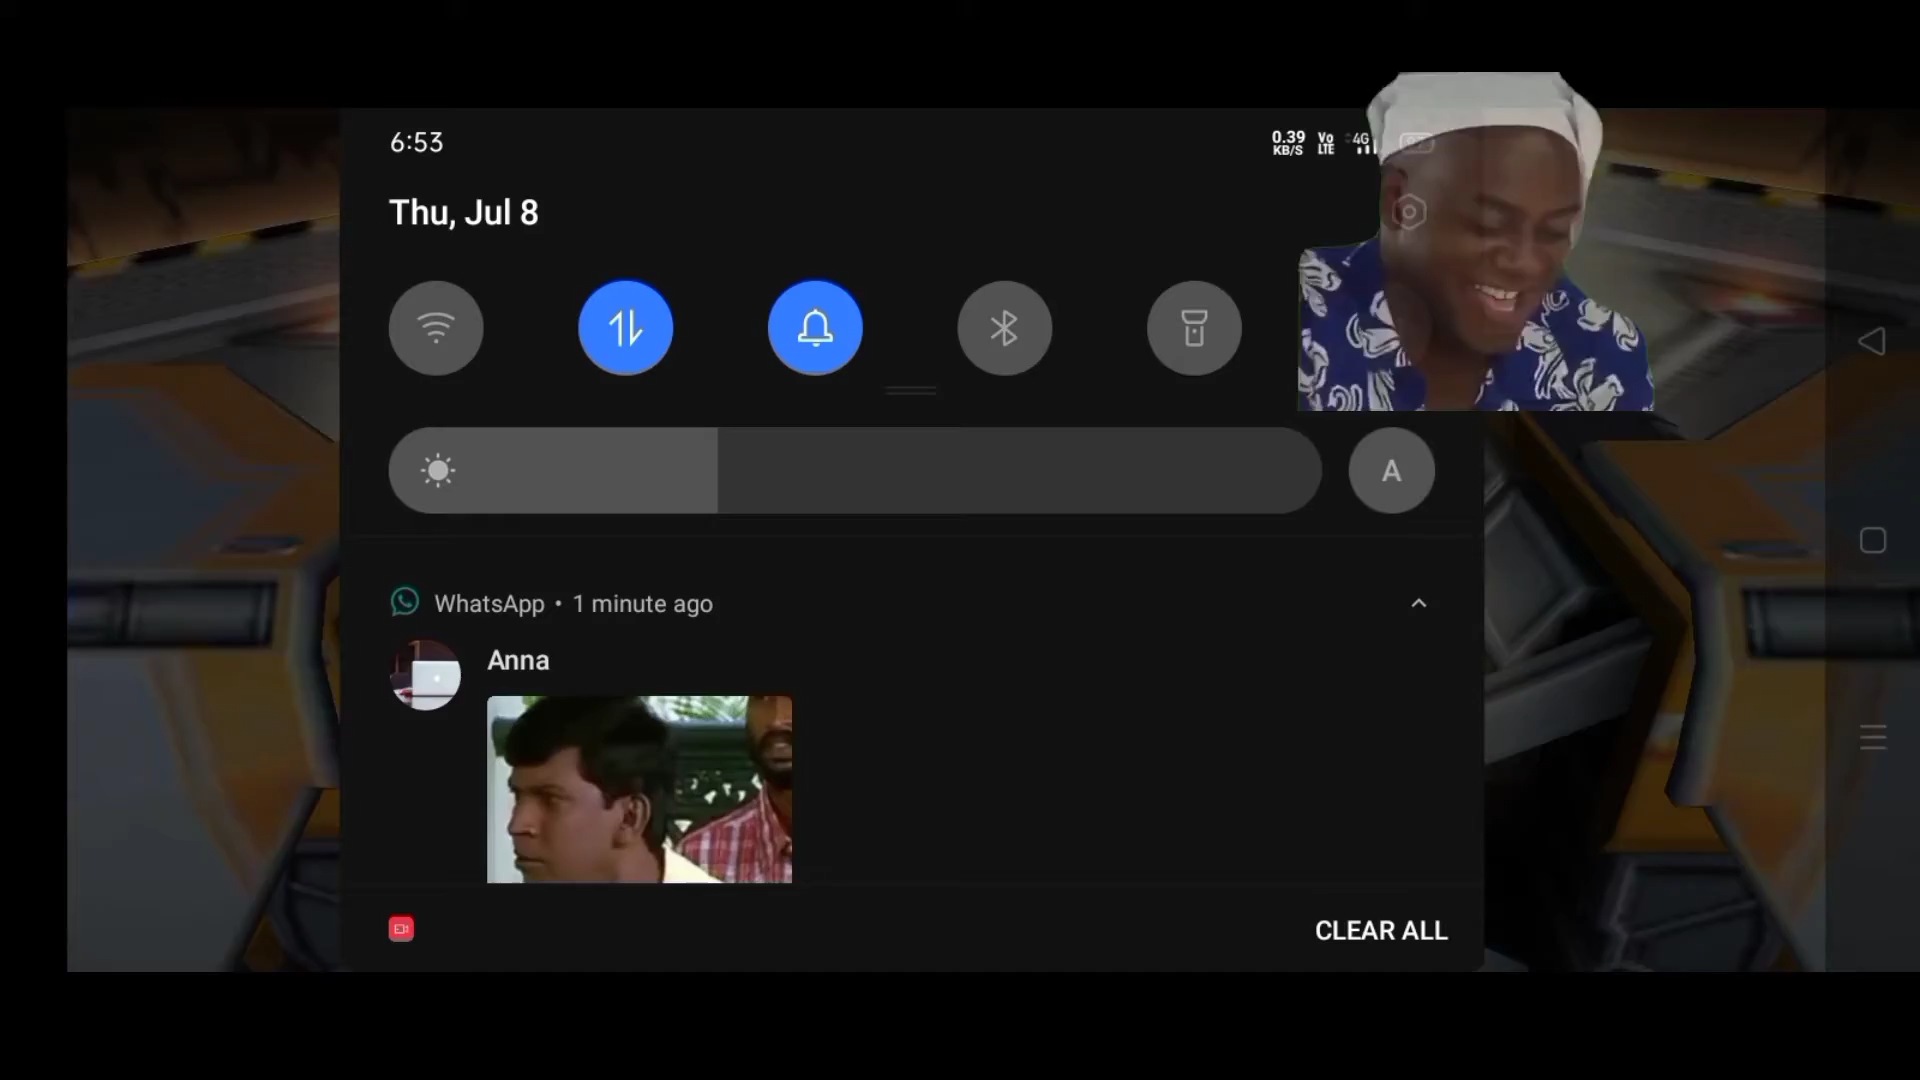 6:53
0.39
KB/S
Vo
LTE
4G
Thu, Jul 8
A
WhatsApp • 1 minute ago
Anna
CLEAR ALL